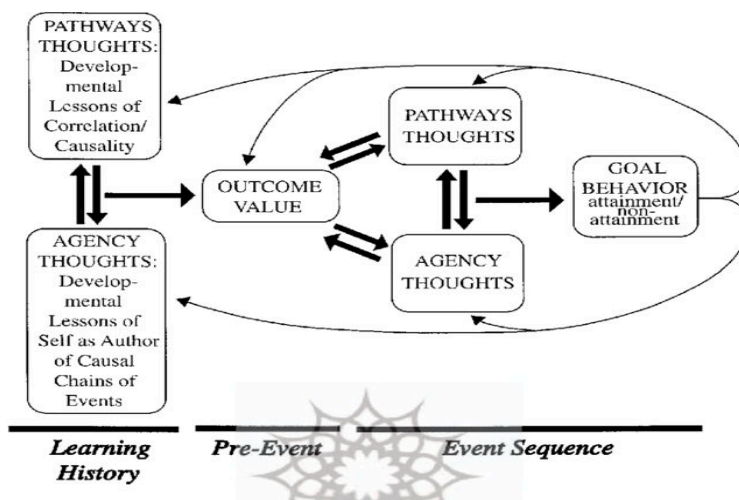 PATHWAYS
THOUGHTS:
Develop-
mental
Lessons of
Correlation/
Causality
AGENCY
THOUGHTS:
Develop-
mental
Lessons of
Self as Author
of Causal
Chains of
Events
OUTCOME
VALUE
PATHWAYS
THOUGHTS
AGENCY
THOUGHTS
GOAL
BEHAVIOR
attainment/
non-
attainment
Learning
History
Pre-Event
Event Sequence